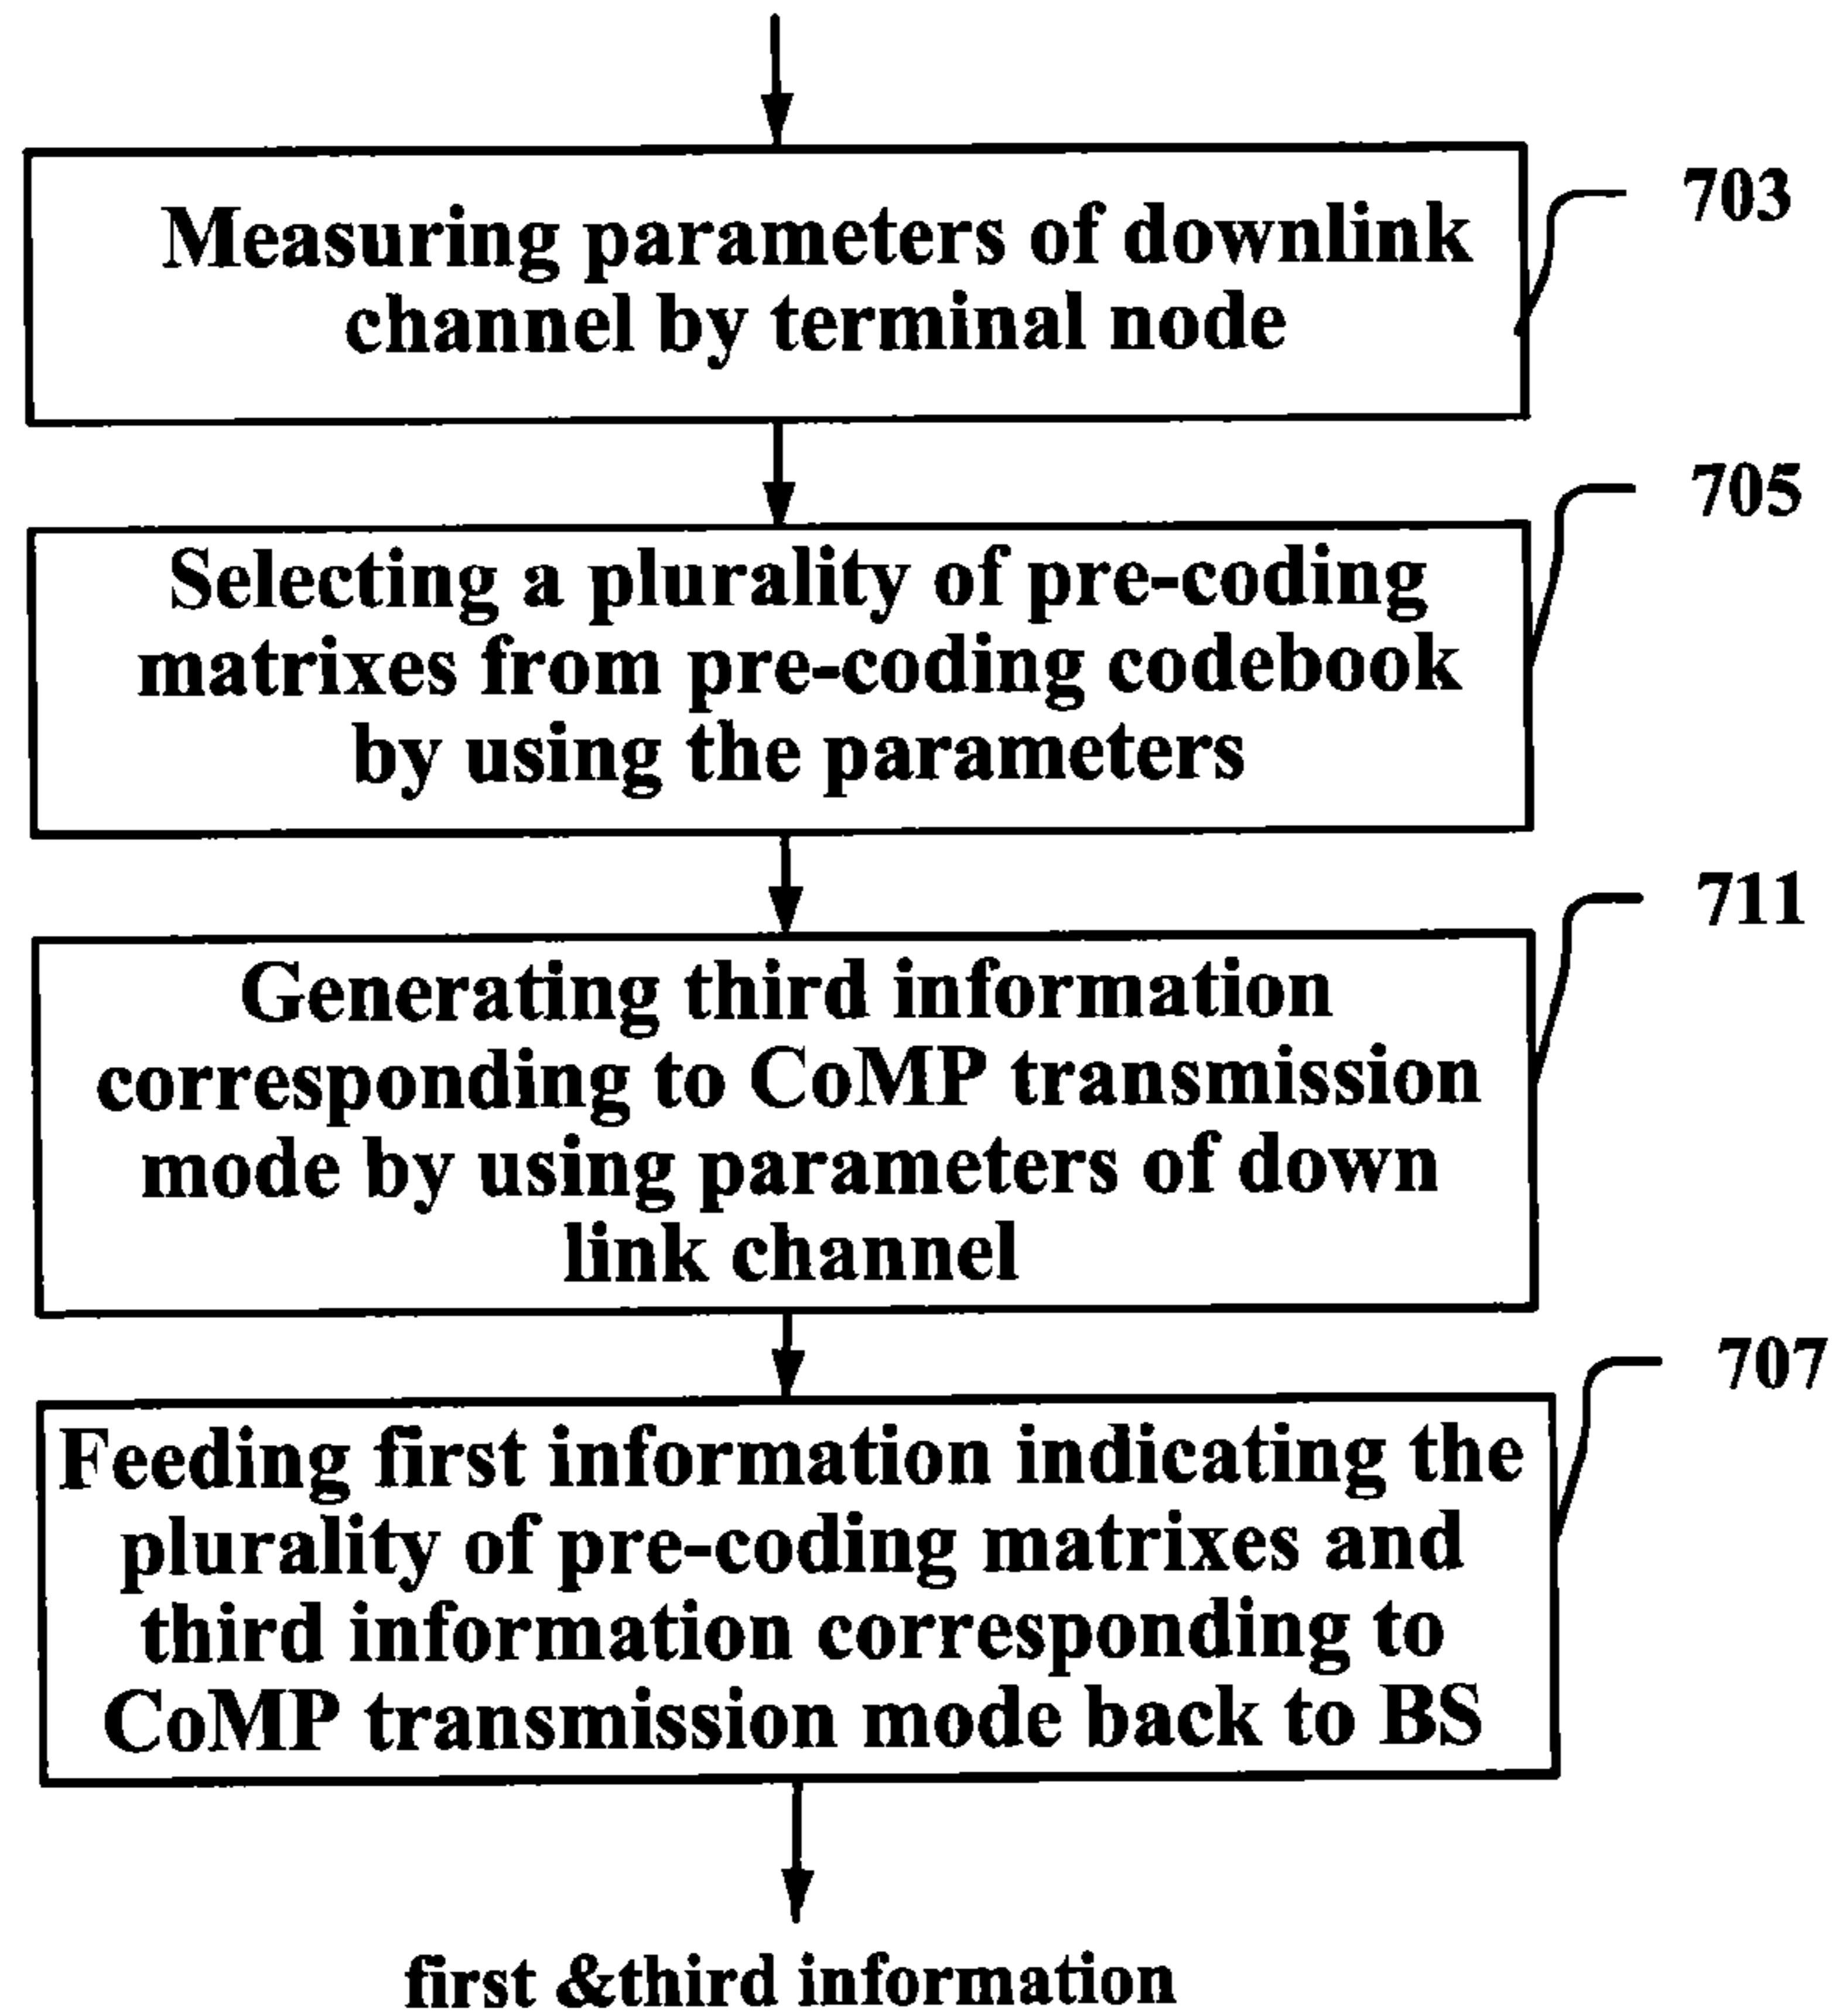 Measuring parameters of downlink
channel by terminal node
703
Selecting a plurality of pre-coding
matrixes from pre-coding codebook
by using the parameters
705
Generating third information
corresponding to CoMP transmission
mode by using parameters of down
link channel
711
Feeding first information indicating the
plurality of pre-coding matrixes and
third information corresponding to
CoMP transmission mode back to BS
707
first &third information